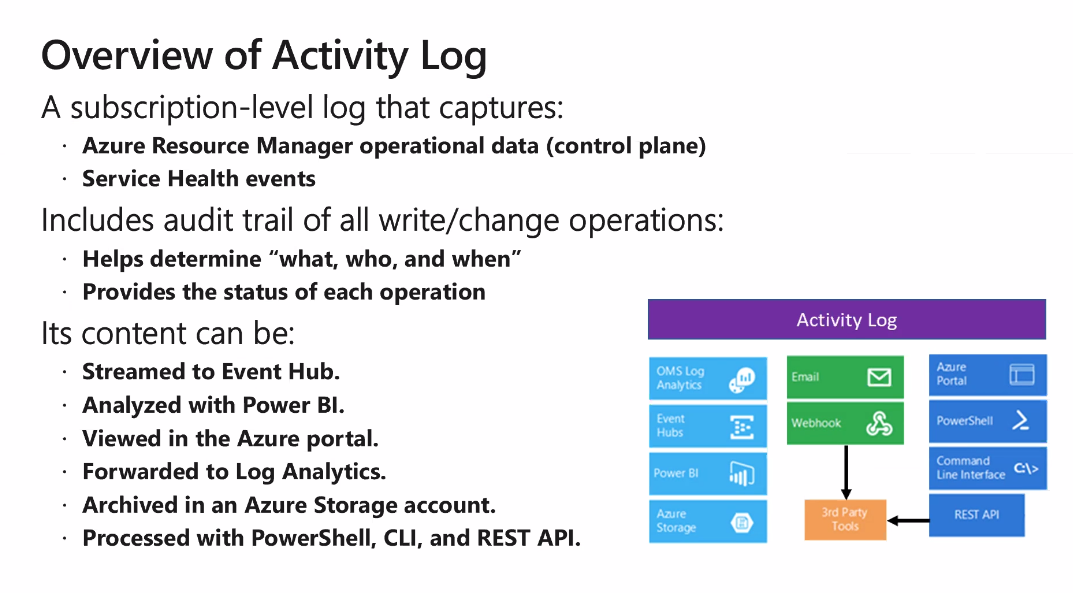 Overview of Activity Log
A subscription-level log that captures:
· Azure Resource Manager operational data (control plane)
· Service Health events
Includes audit trail of all write/change operations:
· Helps determine “what, who, and when”
· Provides the status of each operation
Its content can be:
· Streamed to Event Hub.
· Analyzed with Power BI.
· Viewed in the Azure portal.
· Forwarded to Log Analytics.
· Archived in an Azure Storage account.
· Processed with PowerShell, CLI, and REST API.
Activity Log
OMS Log
Analytics
Event
Hubs
Power BI
Azure
Storage
Email
Webhook
3rd Party
Tools
Azure
Portal
PowerShell
Command
Line Interface
C:\>
REST API